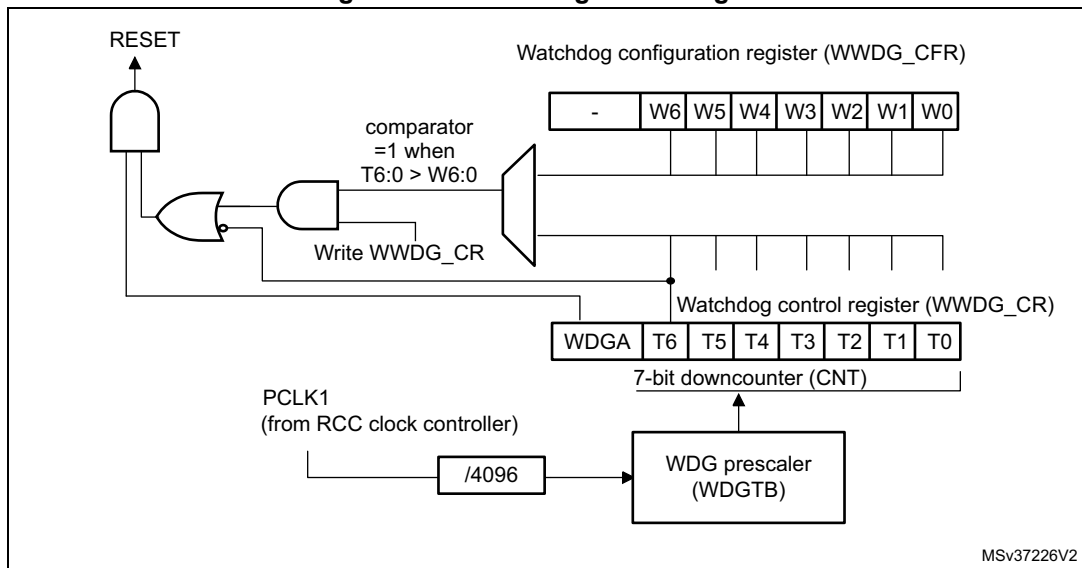 RESET
Watchdog configuration register (WWDG_CFR)
- W6 W5 W4 W3 W2 W1 W0
comparator
=1 when
T6:0 > W6:0
Write WWDG_CR
Watchdog control register (WWDG_CR)
WDGA T6 T5 T4 T3 T2 T1 T0
7-bit downcounter (CNT)
PCLK1
(from RCC clock controller)
/4096
WDG prescaler
(WDGTB)
MSv37226V2